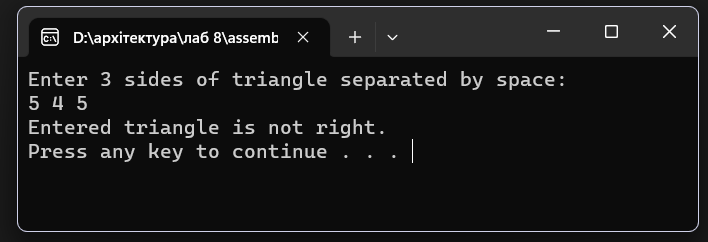 D:\архітектура\лаб 8\assemb
Enter 3 sides of triangle separated by space:
5 4 5
Entered triangle is not right.
Press any key to continue . . .